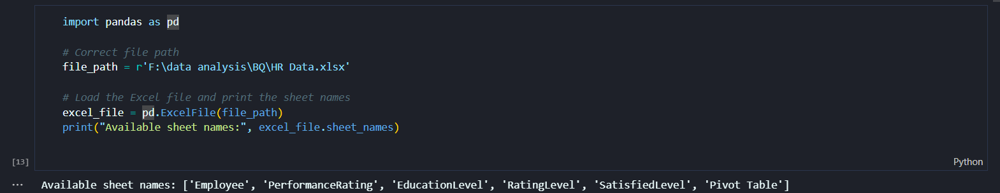 import pandas as pd
# Correct file path
file_path = r'F:\data analysis\BQ\HR Data.xlsx'
# Load the Excel file and print the sheet names
excel_file = pd.ExcelFile(file_path)
print("Available sheet names:", excel_file.sheet_names)
[13]
Python
... Available sheet names: ['Employee', 'PerformanceRating', 'EducationLevel', 'RatingLevel', 'SatisfiedLevel', 'Pivot Table']